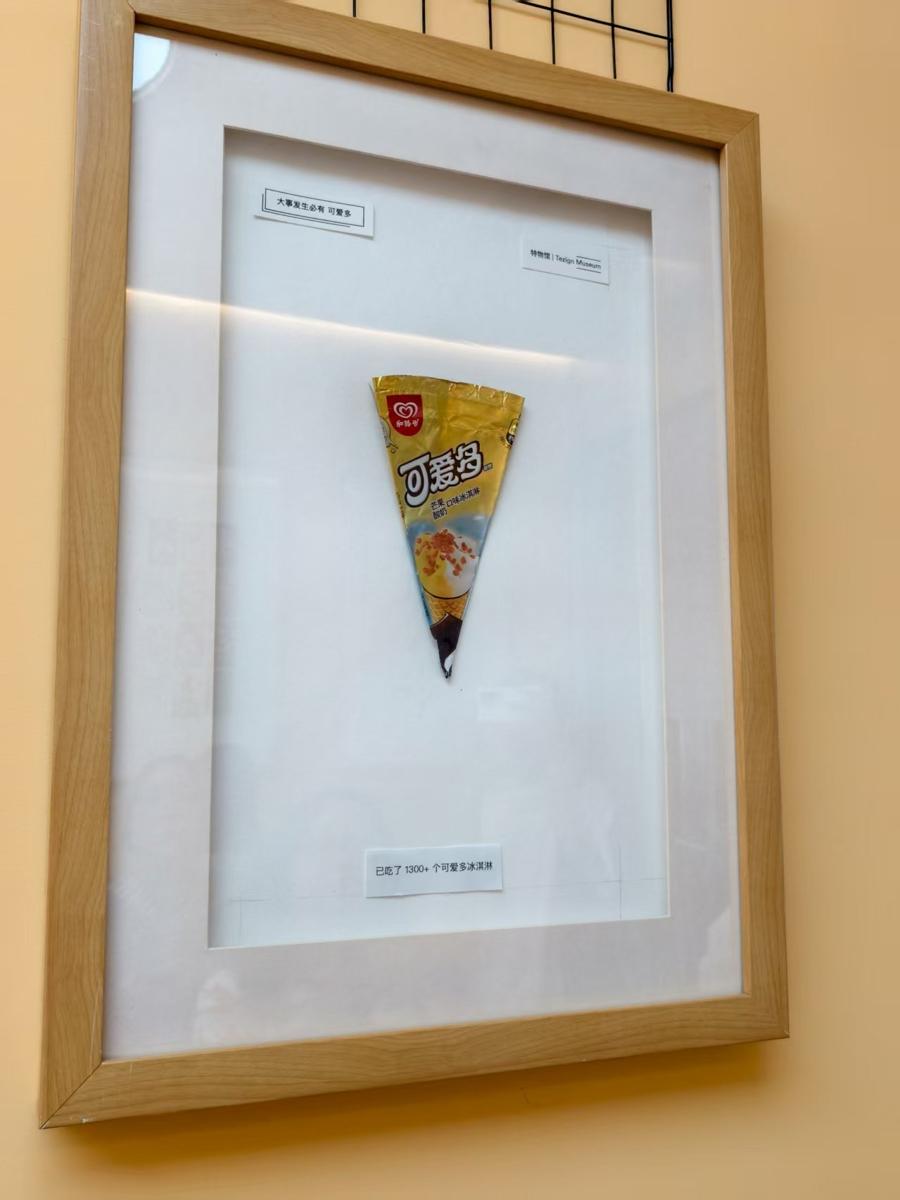 大事发生必有 可爱多
特物馆 | Tezign Museum
和路雪
可爱多
芒果
酸奶
口味冰淇淋
已吃了 1300+ 个可爱多冰淇淋